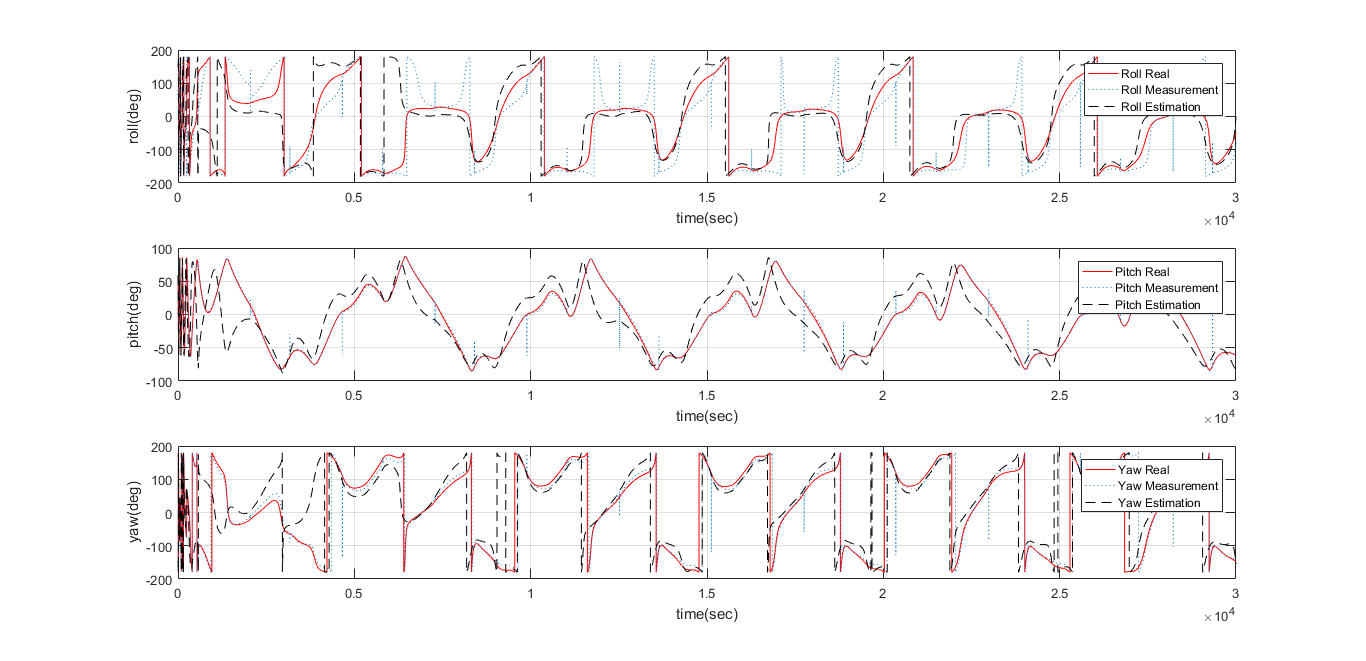 200
100
0
-100
-200
roll(deg)
Roll Real
Roll Measurement
Roll Estimation
0 0.5 1 1.5 2 2.5 3
time(sec)
×10^4
100
50
0
-50
-100
pitch(deg)
Pitch Real
Pitch Measurement
Pitch Estimation
0 0.5 1 1.5 2 2.5 3
time(sec)
×10^4
200
100
0
-100
-200
yaw(deg)
Yaw Real
Yaw Measurement
Yaw Estimation
0 0.5 1 1.5 2 2.5 3
time(sec)
×10^4